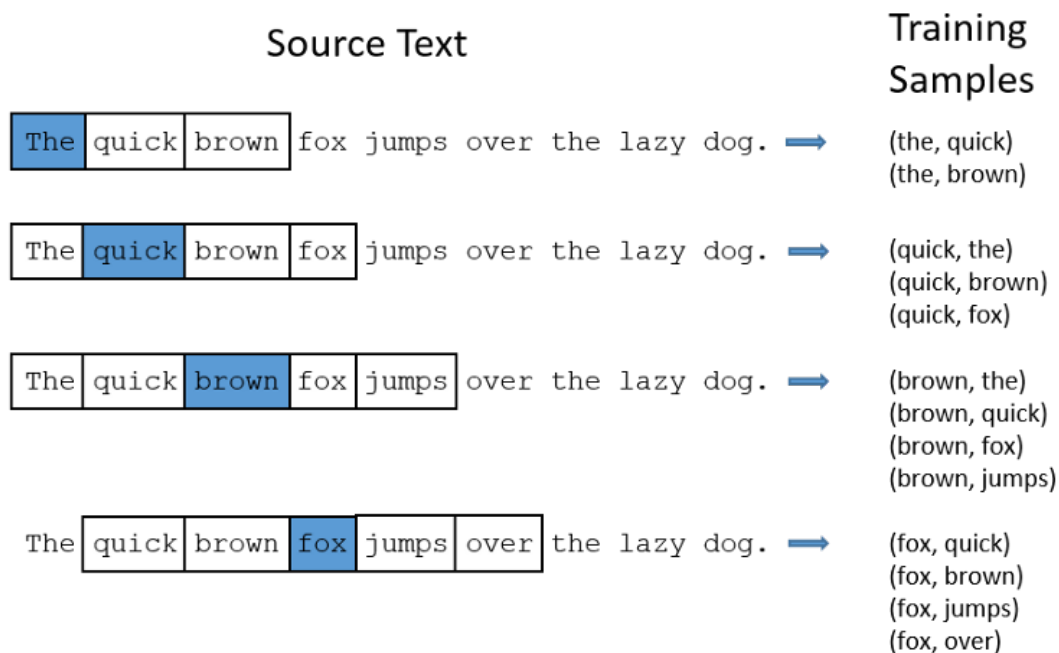 Source Text
Training
Samples
The quick brown fox jumps over the lazy dog.
(the, quick)
(the, brown)
The quick brown fox jumps over the lazy dog.
(quick, the)
(quick, brown)
(quick, fox)
The quick brown fox jumps over the lazy dog.
(brown, the)
(brown, quick)
(brown, fox)
(brown, jumps)
The quick brown fox jumps over the lazy dog.
(fox, quick)
(fox, brown)
(fox, jumps)
(fox, over)